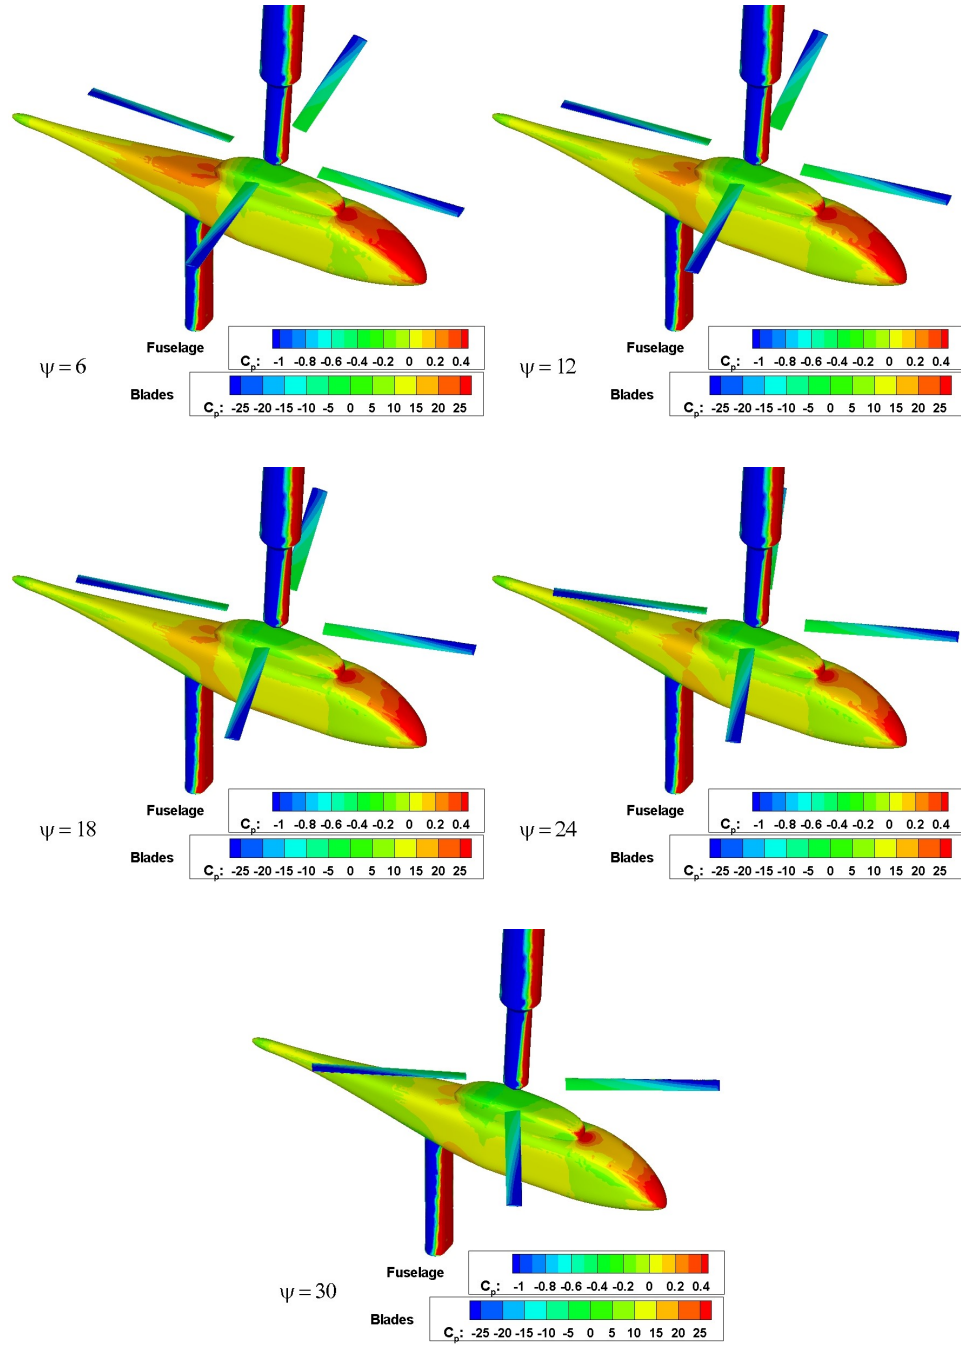 Fuselage
Cp: -1 -0.8 -0.6 -0.4 -0.2 0 0.2 0.4
ψ = 6
Blades
Cp: -25 -20 -15 -10 -5 0 5 10 15 20 25
Fuselage
Cp: -1 -0.8 -0.6 -0.4 -0.2 0 0.2 0.4
ψ = 12
Blades
Cp: -25 -20 -15 -10 -5 0 5 10 15 20 25
Fuselage
Cp: -1 -0.8 -0.6 -0.4 -0.2 0 0.2 0.4
ψ = 18
Blades
Cp: -25 -20 -15 -10 -5 0 5 10 15 20 25
Fuselage
Cp: -1 -0.8 -0.6 -0.4 -0.2 0 0.2 0.4
ψ = 24
Blades
Cp: -25 -20 -15 -10 -5 0 5 10 15 20 25
Fuselage
Cp: -1 -0.8 -0.6 -0.4 -0.2 0 0.2 0.4
ψ = 30
Blades
Cp: -25 -20 -15 -10 -5 0 5 10 15 20 25